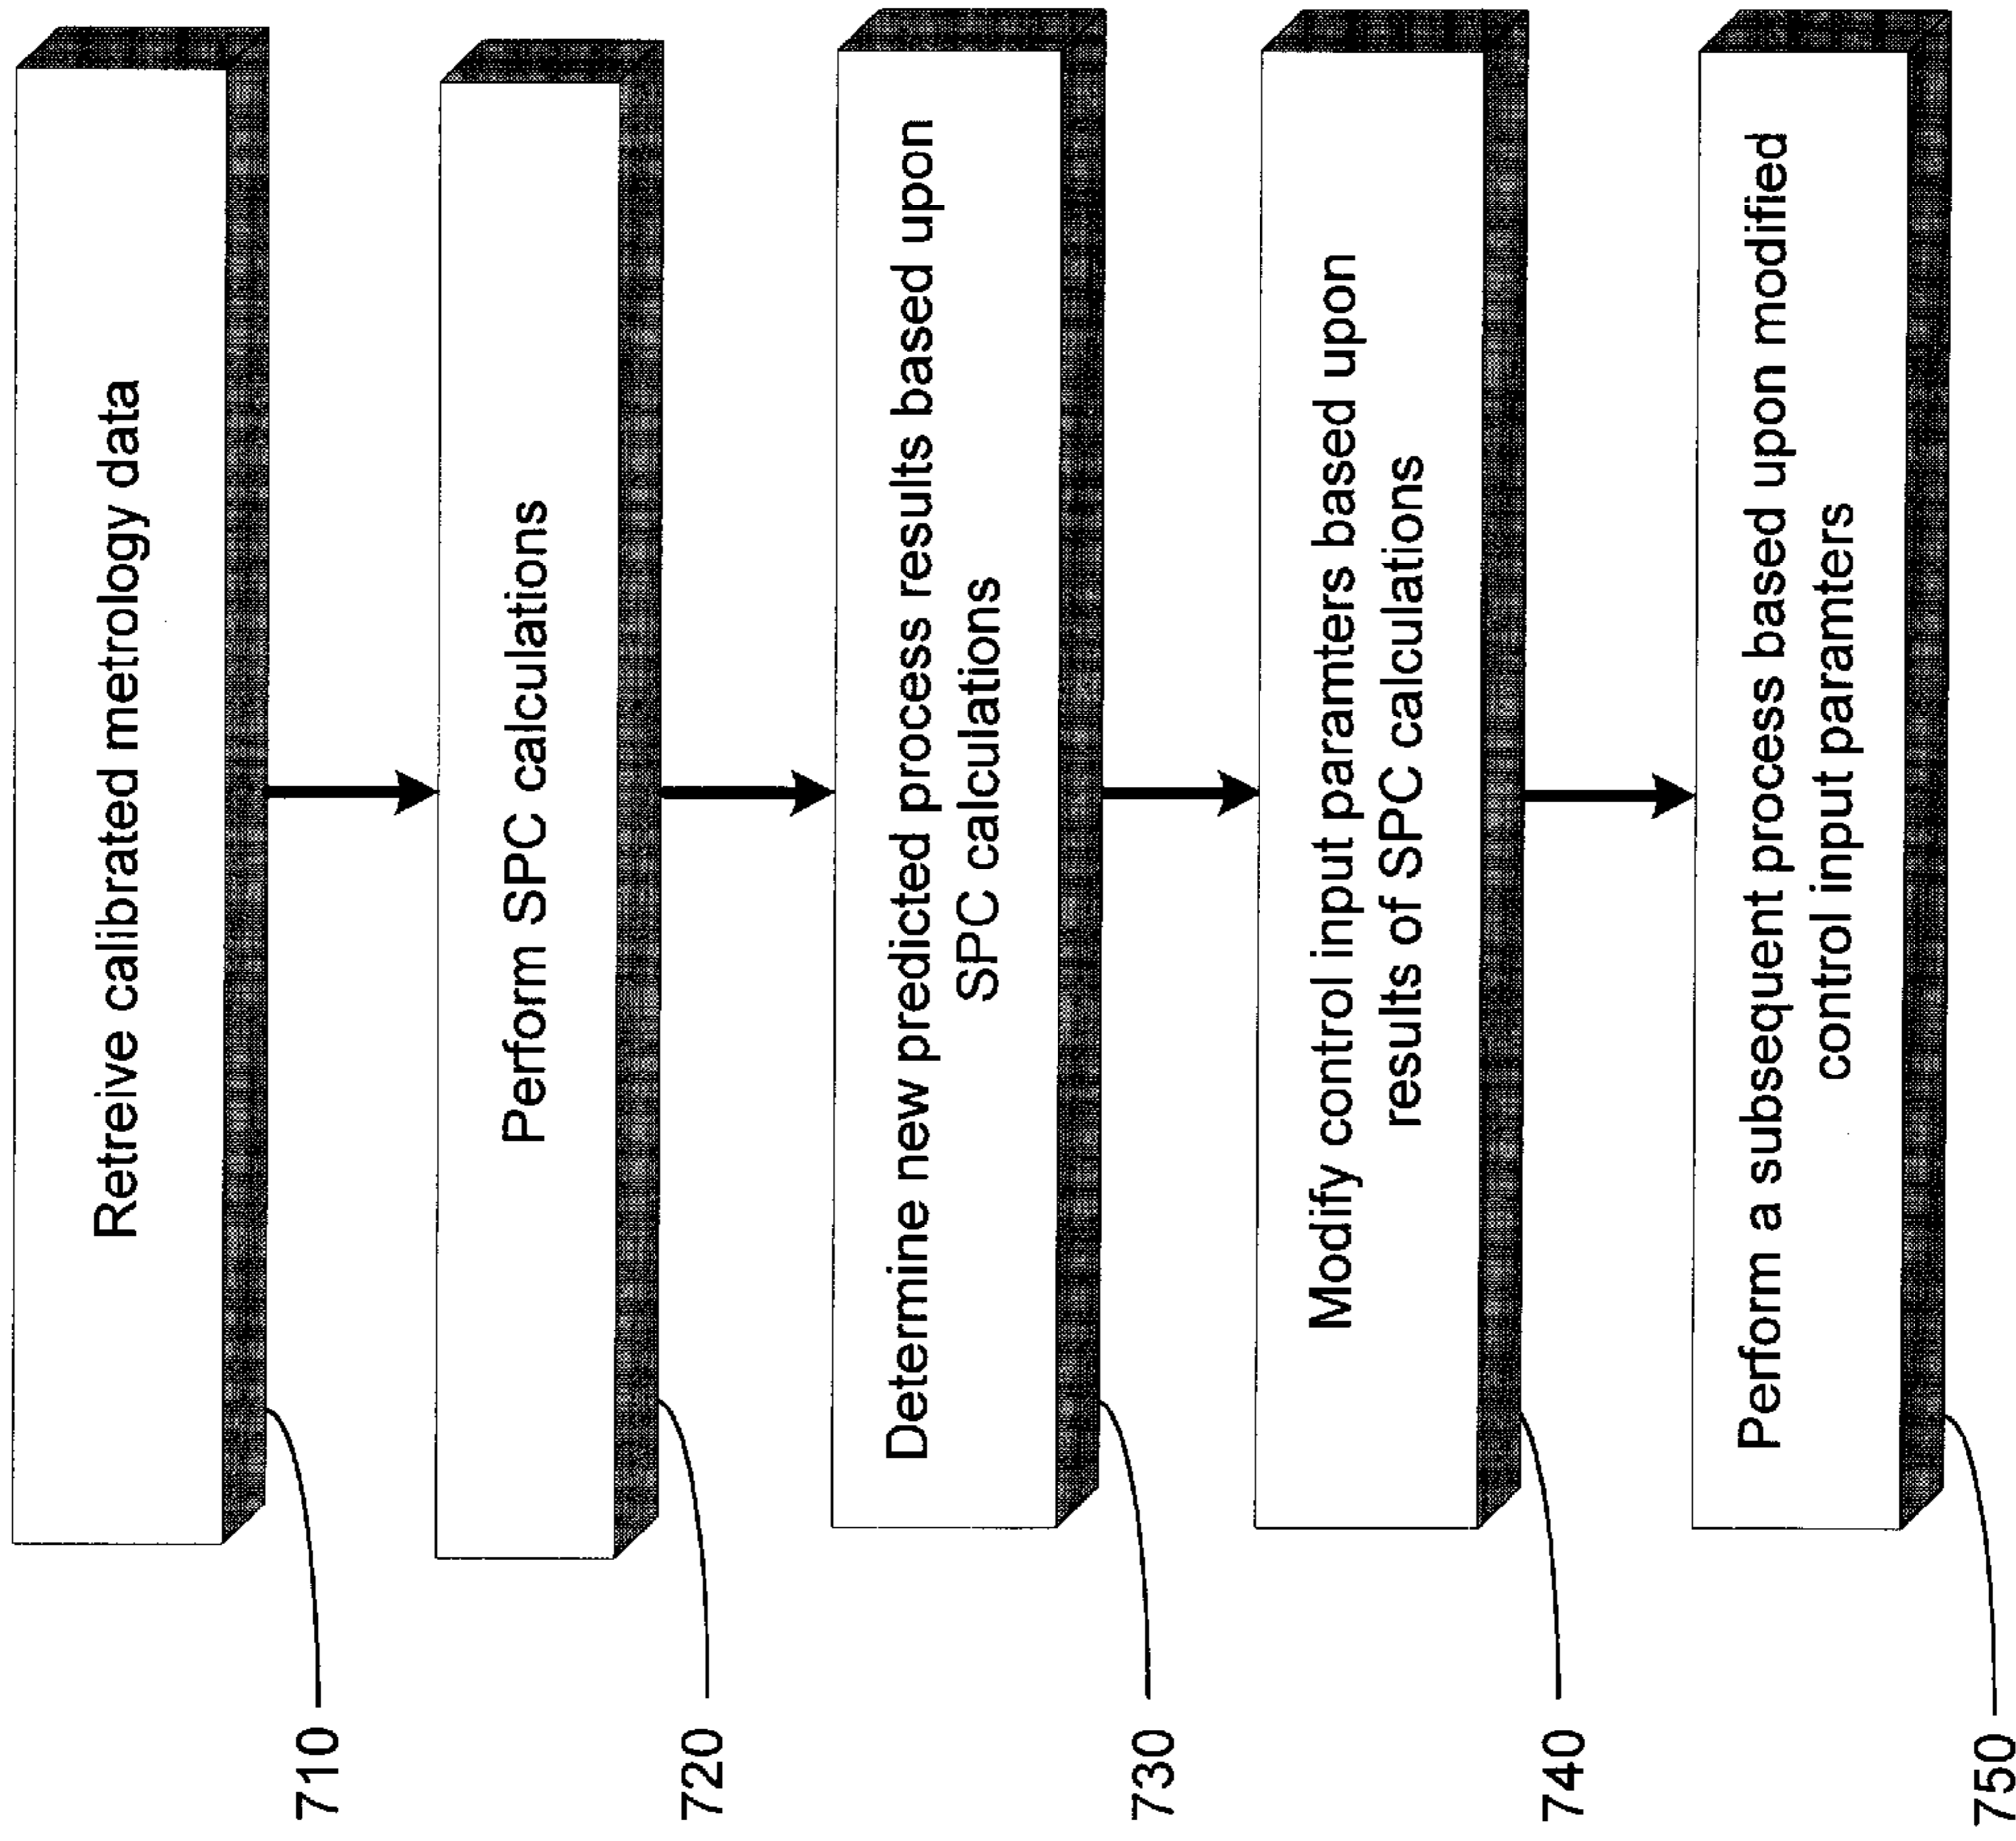 Retreive calibrated metrology data
710
Perform SPC calculations
720
Determine new predicted process results based upon
SPC calculations
730
Modify control input paramters based upon
results of SPC calculations
740
Perform a subsequent process based upon modified
control input paramters
750